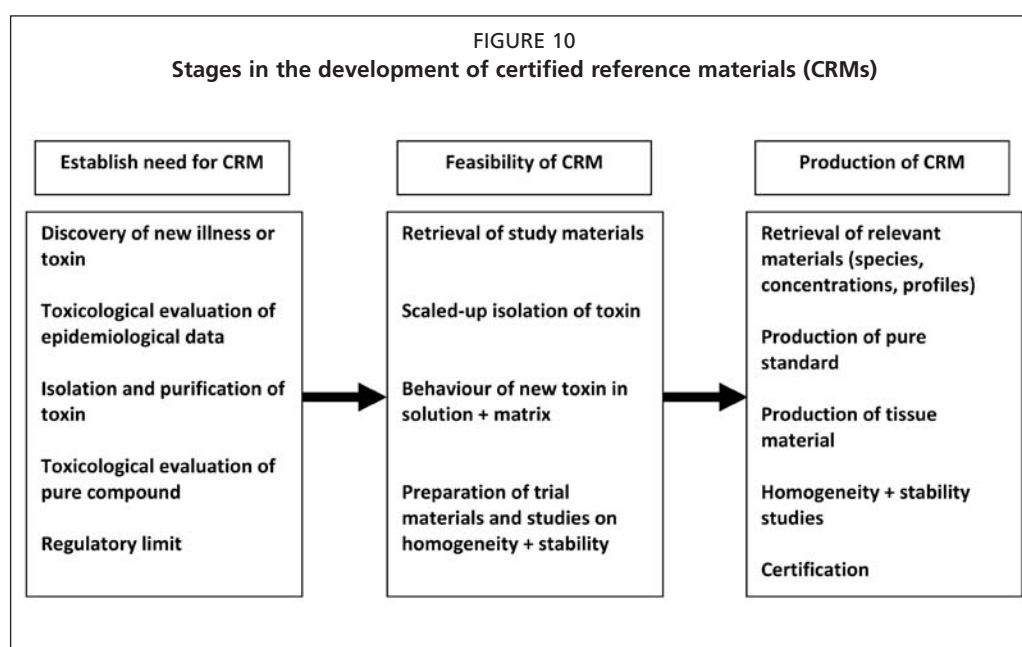 FIGURE 10
Stages in the development of certified reference materials (CRMs)
Establish need for CRM
Discovery of new illness or
toxin
Toxicological evaluation of
epidemiological data
Isolation and purification of
toxin
Toxicological evaluation of
pure compound
Regulatory limit
Feasibility of CRM
Retrieval of study materials
Scaled-up isolation of toxin
Behaviour of new toxin in
solution + matrix
Preparation of trial
materials and studies on
homogeneity + stability
Production of CRM
Retrieval of relevant
materials (species,
concentrations, profiles)
Production of pure
standard
Production of tissue
material
Homogeneity + stability
studies
Certification